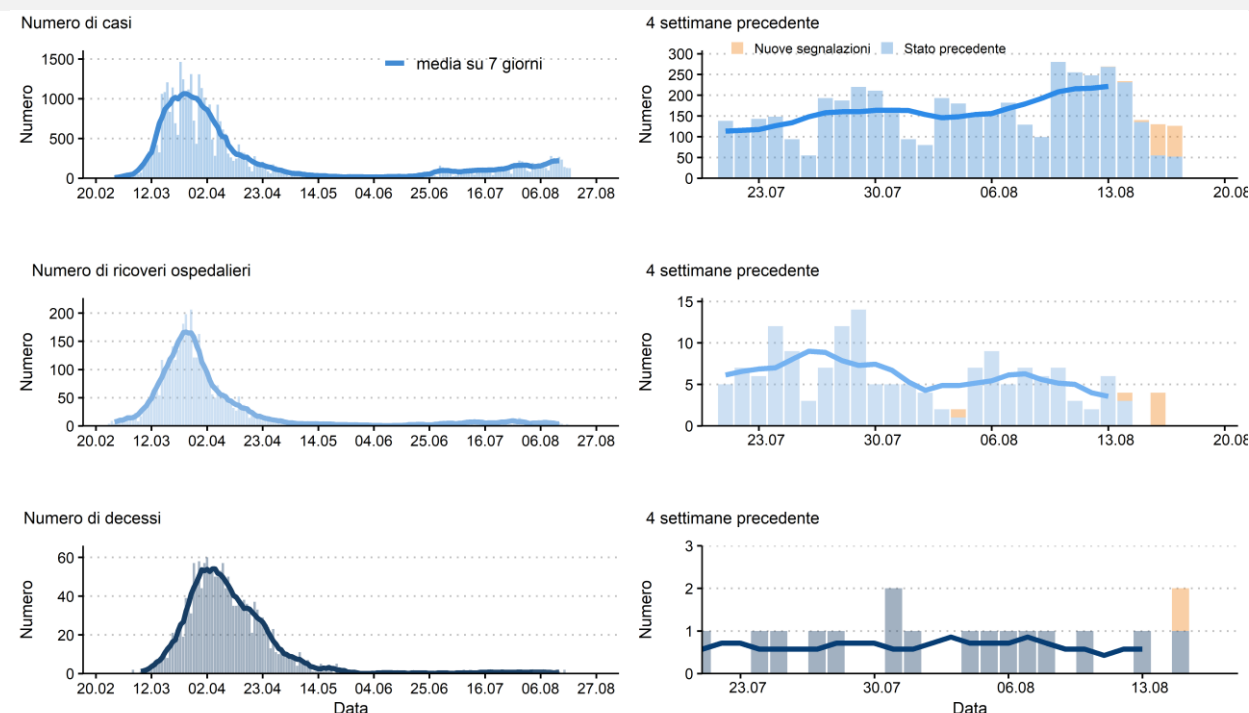 Numero di casi
4 settimane precedente
Nuove segnalazioni Stato precedente
media su 7 giorni
Numero
1500
1000
500
0
20.02 12.03 02.04 23.04 14.05 04.06 25.06 16.07 06.08 27.08
Numero
300
250
200
150
100
50
0
23.07 30.07 06.08 13.08 20.08
Numero di ricoveri ospedalieri
4 settimane precedente
Numero
200
150
100
50
0
20.02 12.03 02.04 23.04 14.05 04.06 25.06 16.07 06.08 27.08
Numero
15
10
5
0
23.07 30.07 06.08 13.08 20.08
Numero di decessi
4 settimane precedente
Numero
60
40
20
0
20.02 12.03 02.04 23.04 14.05 04.06 25.06 16.07 06.08 27.08
Data
Numero
3
2
1
0
23.07 30.07 06.08 13.08
Data